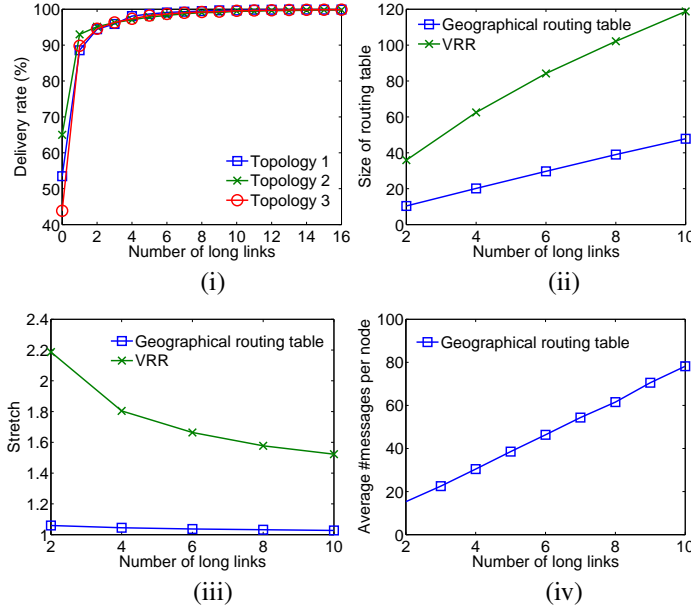 100
90
80
70
60
50
40
Delivery rate (%)
Topology 1
Topology 2
Topology 3
0 2 4 6 8 10 12 14 16
Number of long links
(i)
120
100
80
60
40
20
0
Size of routing table
Geographical routing table
VRR
2 4 6 8 10
Number of long links
(ii)
2.4
2.2
1.8
1.6
1.4
1.2
1
Stretch
Geographical routing table
VRR
2 4 6 8 10
Number of long links
(iii)
100
80
60
40
20
0
Average #messages per node
Geographical routing table
2 4 6 8 10
Number of long links
(iv)